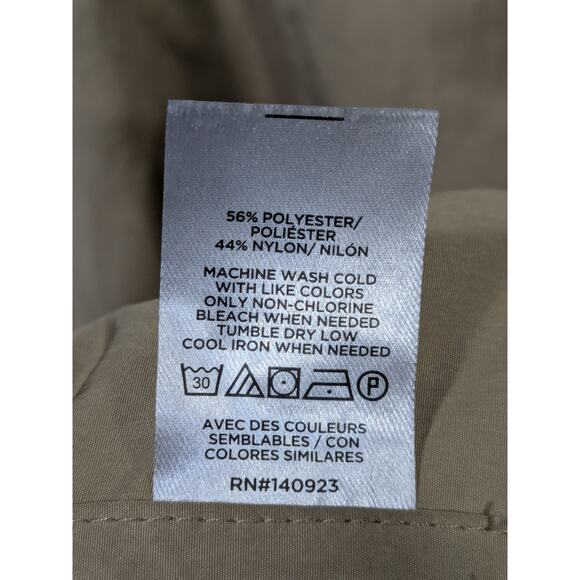 56% POLYESTER/
POLIÉSTER
44% NYLON/ NILÓN
MACHINE WASH COLD
WITH LIKE COLORS
ONLY NON-CHLORINE
BLEACH WHEN NEEDED
TUMBLE DRY LOW
COOL IRON WHEN NEEDED
30 P
AVEC DES COULEURS
SEMBLABLES / CON
COLORES SIMILARES
RN#140923